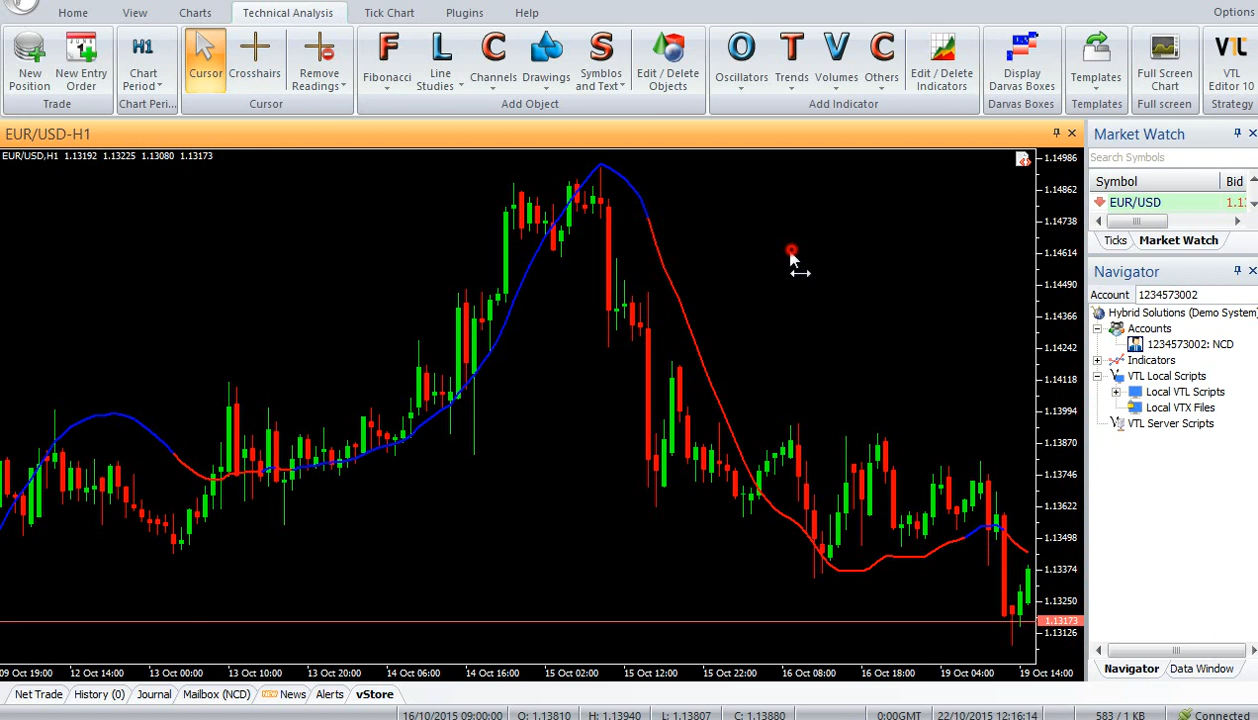 Home View Charts Technical Analysis Tick Chart Plugins Help Options
H1 F L C S O T V C VTL
New Position
New Entry Order
Chart Period
Cursor
Crosshairs
Remove Readings
Fibonacci
Line Studies
Channels
Drawings
Symblos and Text
Edit / Delete Objects
Oscillators
Trends
Volumes
Others
Edit / Delete Indicators
Display Darvas Boxes
Templates
Full Screen Chart
VTL Editor 10
Trade Chart Peri... Cursor Add Object Add Indicator Darvas Boxes Templates Full screen Strategy
EUR/USD-H1
EUR/USD,H1 1.13192 1.13225 1.13080 1.13173
1.14986
1.14862
1.14738
1.14614
1.14490
1.14366
1.14242
1.14118
1.13994
1.13870
1.13746
1.13622
1.13498
1.13374
1.13250
1.13173
1.13126
09 Oct 19:00 12 Oct 14:00 13 Oct 00:00 13 Oct 10:00 13 Oct 20:00 14 Oct 06:00 14 Oct 16:00 15 Oct 02:00 15 Oct 12:00 15 Oct 22:00 16 Oct 08:00 16 Oct 18:00 19 Oct 04:00 19 Oct 14:00
Market Watch
Search Symbols
Symbol Bid
EUR/USD 1.1
Ticks Market Watch
Navigator
Account 1234573002
Hybrid Solutions (Demo System)
Accounts
1234573002: NCD
Indicators
VTL Local Scripts
Local VTL Scripts
Local VTX Files
VTL Server Scripts
Navigator Data Window
Net Trade History (0) Journal Mailbox (NCD) News Alerts vStore
16/10/2015 09:00:00 O: 1.13810 H: 1.13940 L: 1.13807 C: 1.13880 0:00GMT 22/10/2015 12:16:14 583 / 1 KB Connected